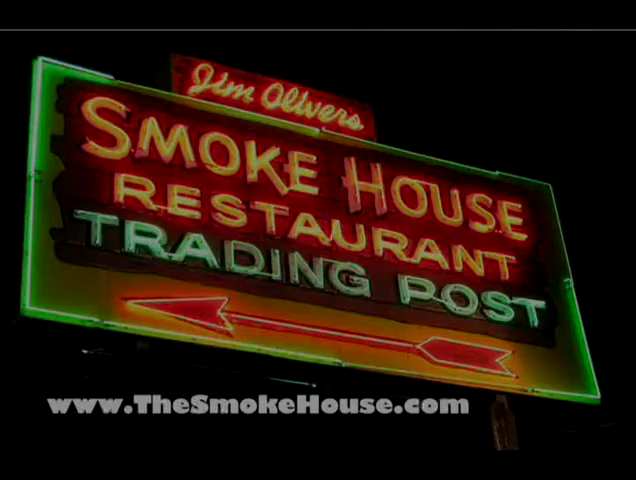 Jim Oliver's
SMOKE HOUSE
RESTAURANT
TRADING POST
www.TheSmokeHouse.com